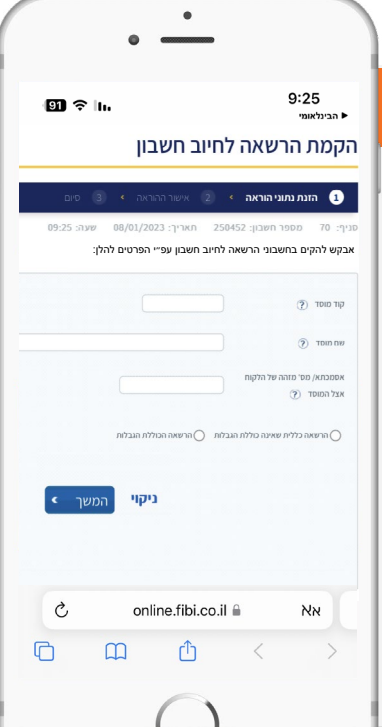 9:25
91
הבינלאומי
הקמת הרשאה לחיוב חשבון
1 הזנת נתוני הוראה 2 אישור ההוראה 3 סיום
סניף: 70 מספר חשבון: 250452 תאריך: 08/01/2023 שעה: 09:25
אבקש להקים בחשבוני הרשאה לחיוב חשבון עפ״י הפרטים להלן:
קוד מוסד ?
שם מוסד ?
אסמכתא/ מס׳ מזהה של הלקוח
אצל המוסד ?
הרשאה כללית שאינה כוללת הגבלות הרשאה הכוללת הגבלות
ניקוי המשך
אא online.fibi.co.il